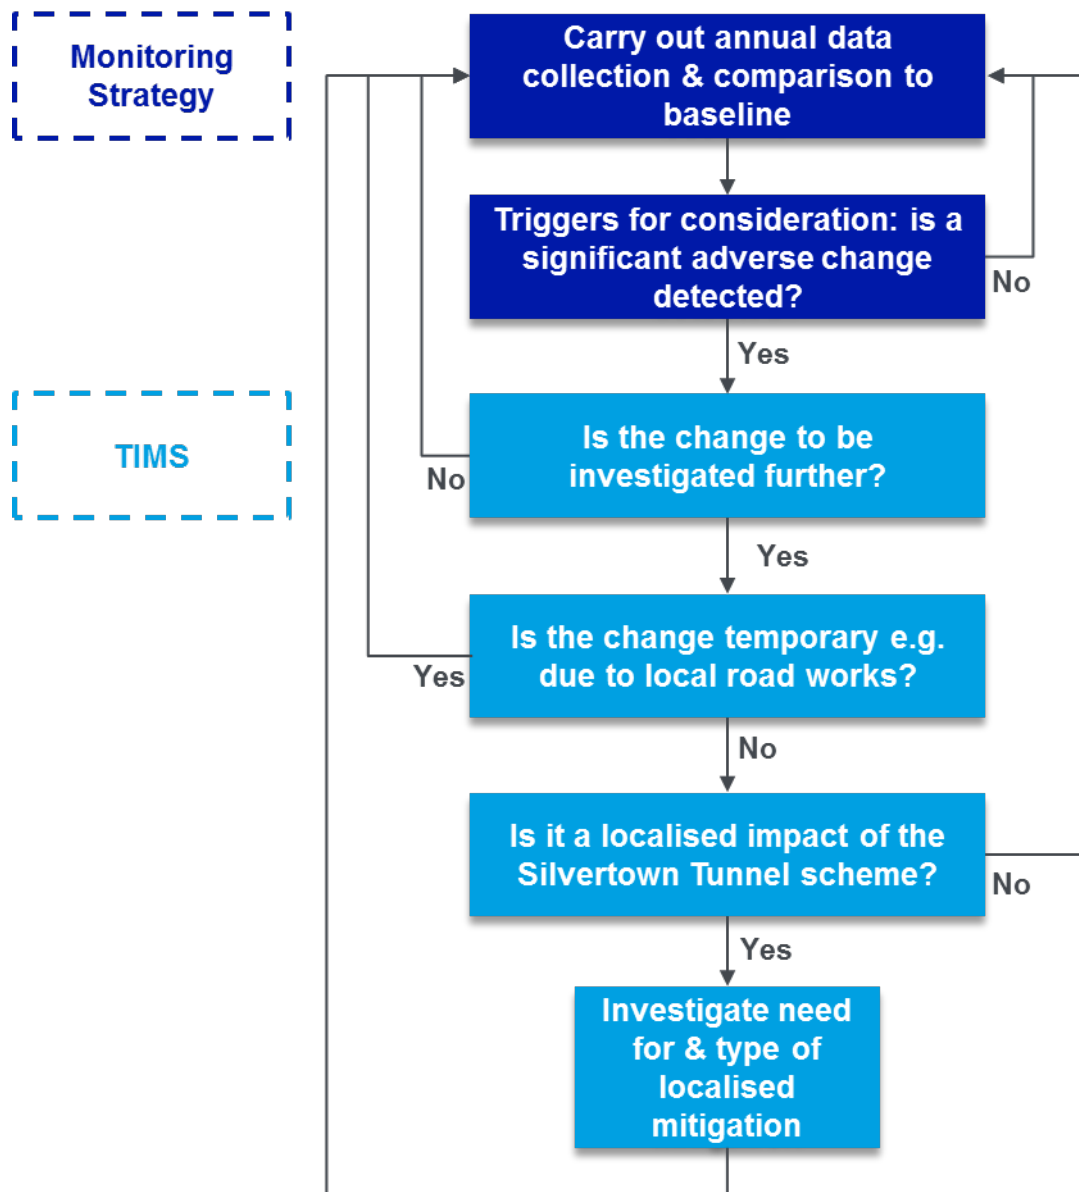 Monitoring
Strategy
Carry out annual data
collection & comparison to
baseline
Triggers for consideration: is a
significant adverse change
detected?
No
Yes
TIMS
Is the change to be
investigated further?
No
Yes
Is the change temporary e.g.
due to local road works?
Yes
No
Is it a localised impact of the
Silvertown Tunnel scheme?
No
Yes
Investigate need
for & type of
localised
mitigation